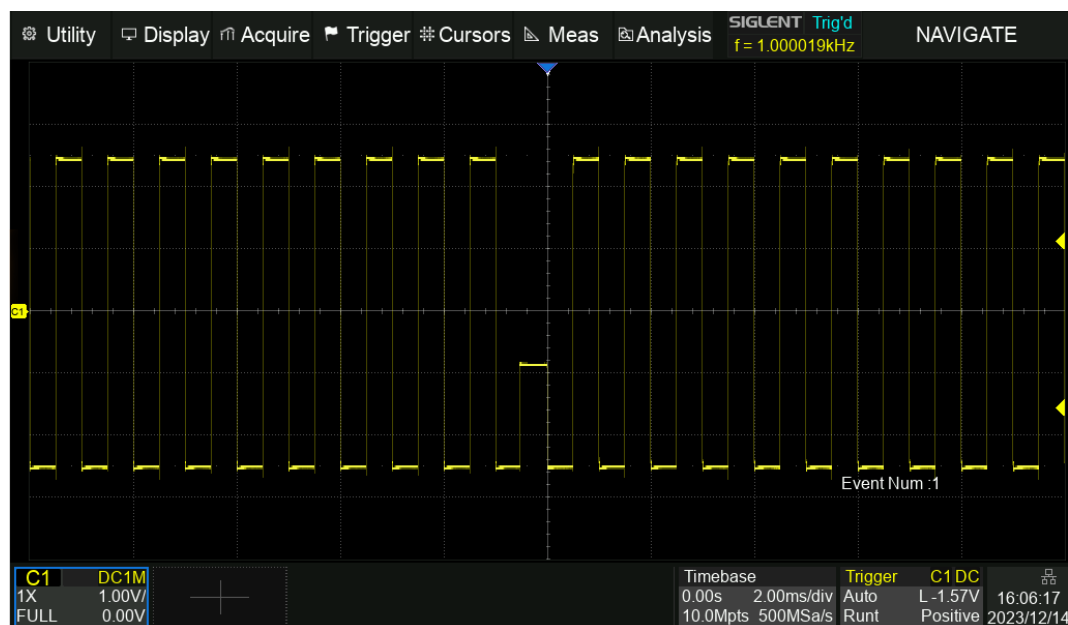 Utility Display Acquire Trigger Cursors Meas Analysis SIGLENT Trig'd NAVIGATE
f = 1.000019kHz
C1
Event Num :1
C1 DC1M Timebase Trigger C1 DC
1X 1.00V/ 0.00s 2.00ms/div Auto L -1.57V 16:06:17
FULL 0.00V 10.0Mpts 500MSa/s Runt Positive 2023/12/14